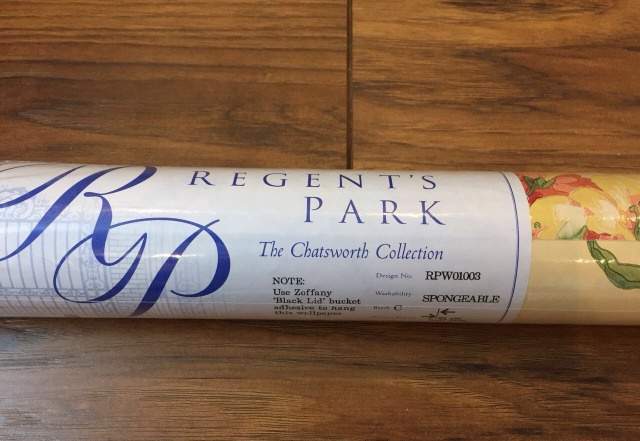 RP
REGENT'S
PARK
The Chatsworth Collection
NOTE:
Use Zoffany
'Black Lid' bucket
adhesive to hang
this wallpaper
Design No. RPW01003
Washability SPONGEABLE
Batch C